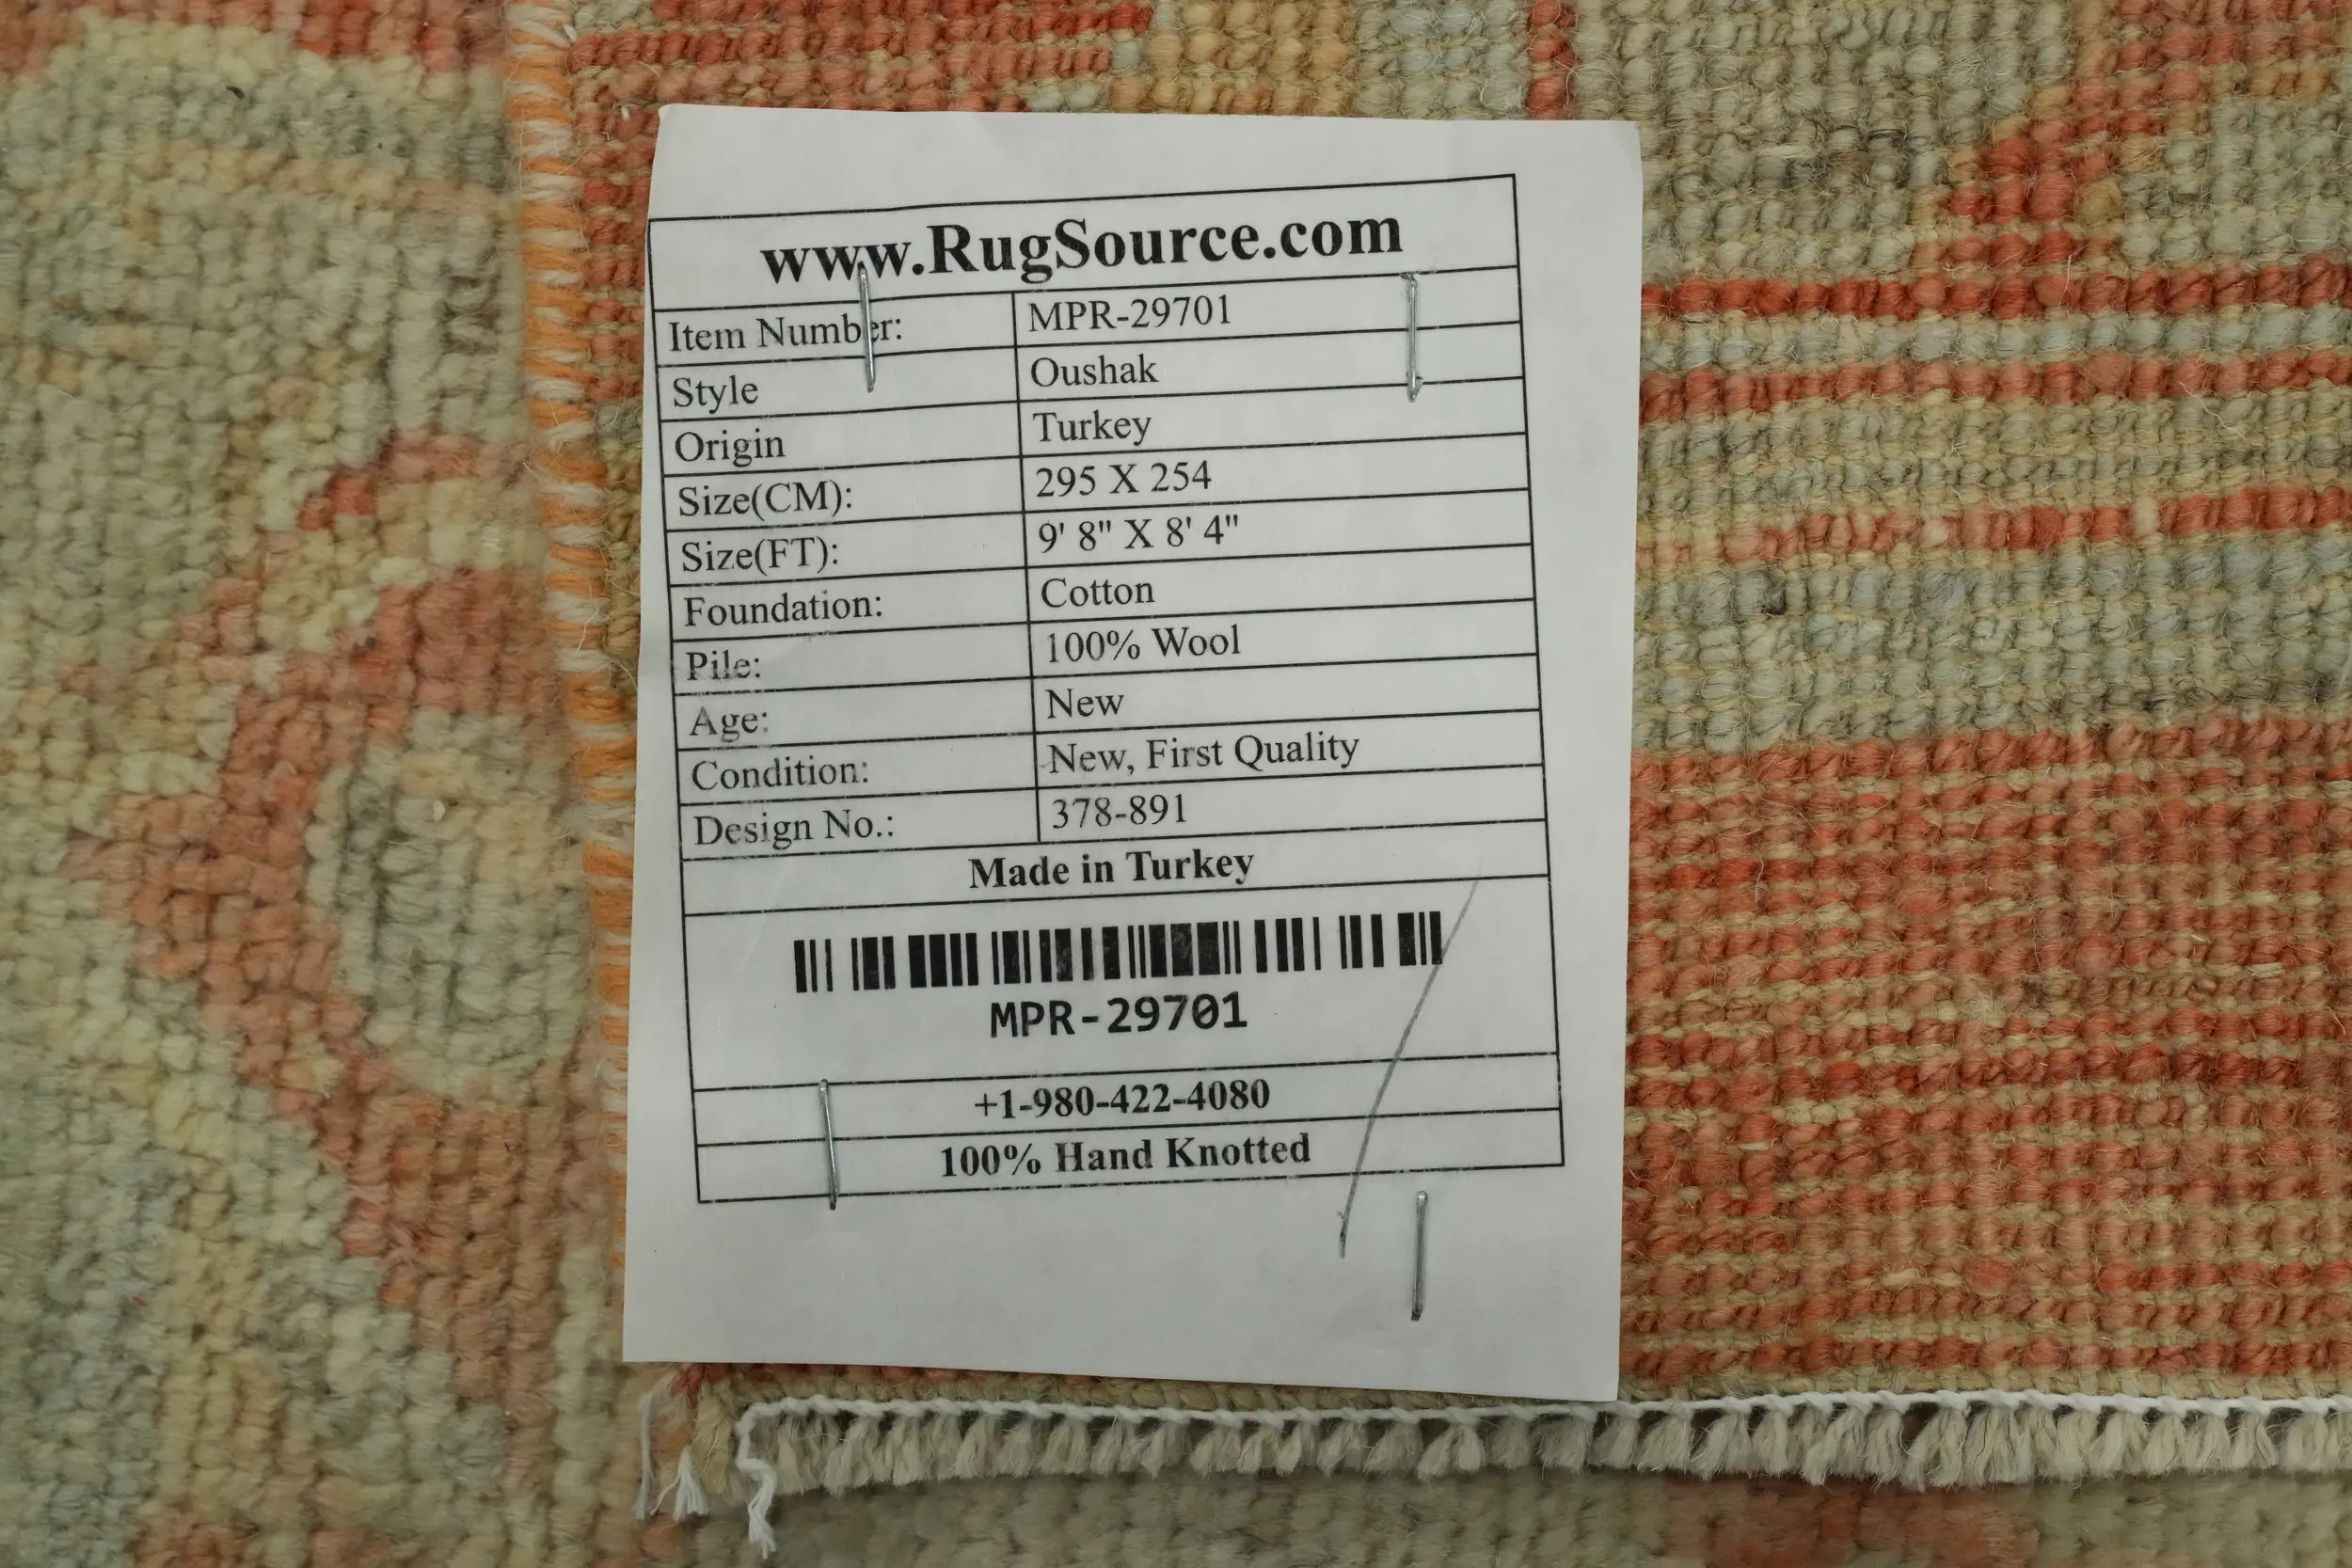 www.RugSource.com
Item Number: MPR-29701
Style Oushak
Origin Turkey
Size(CM): 295 X 254
Size(FT): 9' 8" X 8' 4"
Foundation: Cotton
Pile: 100% Wool
Age: New
Condition: New, First Quality
Design No.: 378-891
Made in Turkey
MPR-29701
+1-980-422-4080
100% Hand Knotted